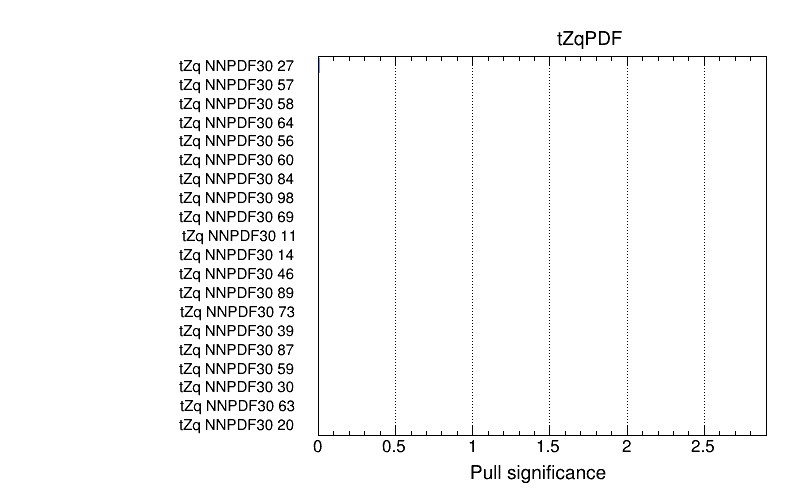 tZqPDF
tZq NNPDF30 27
tZq NNPDF30 57
tZq NNPDF30 58
tZq NNPDF30 64
tZq NNPDF30 56
tZq NNPDF30 60
tZq NNPDF30 84
tZq NNPDF30 98
tZq NNPDF30 69
tZq NNPDF30 11
tZq NNPDF30 14
tZq NNPDF30 46
tZq NNPDF30 89
tZq NNPDF30 73
tZq NNPDF30 39
tZq NNPDF30 87
tZq NNPDF30 59
tZq NNPDF30 30
tZq NNPDF30 63
tZq NNPDF30 20
0 0.5 1 1.5 2 2.5
Pull significance